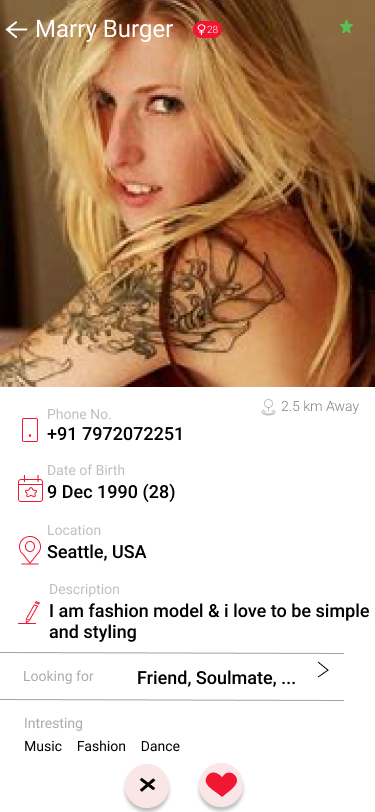 Marry Burger 28
2.5 km Away
Phone No.
+91 7972072251
Date of Birth
9 Dec 1990 (28)
Location
Seattle, USA
Description
I am fashion model & i love to be simple
and styling
Looking for Friend, Soulmate, ...
Intresting
Music Fashion Dance